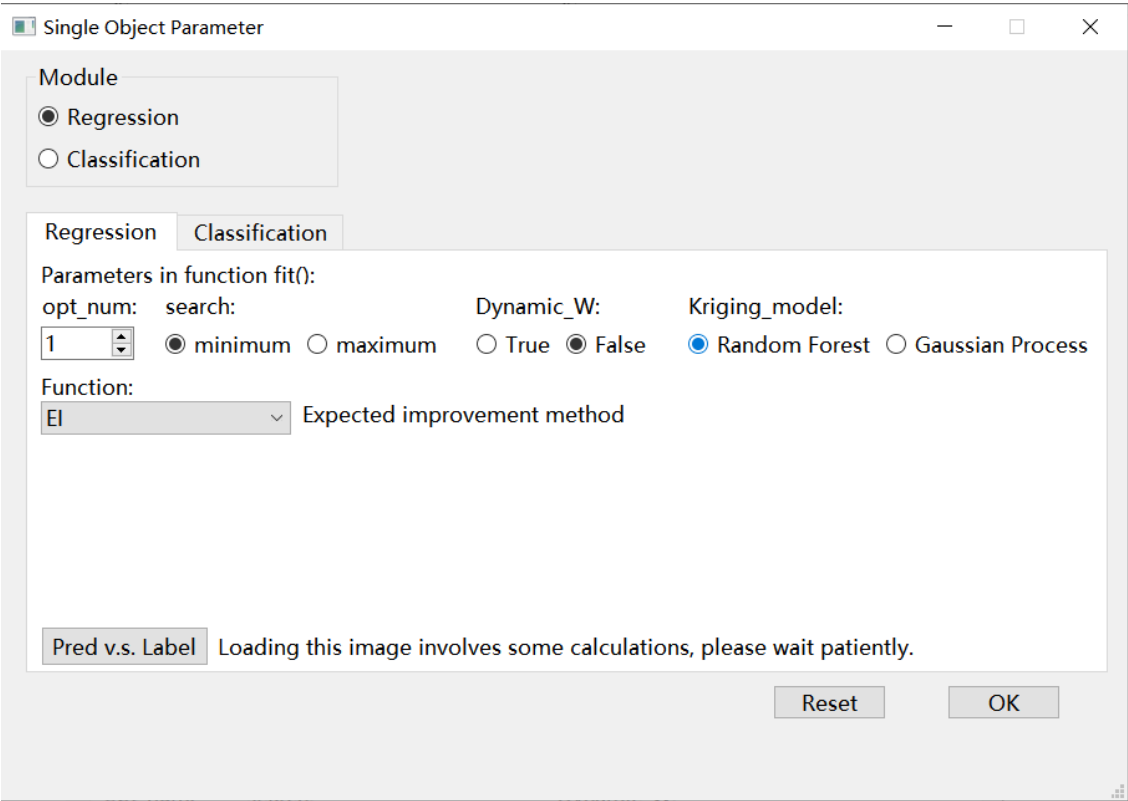 Single Object Parameter
Module
Regression
Classification
Regression Classification
Parameters in function fit():
opt_num: search: Dynamic_W: Kriging_model:
1 minimum maximum True False Random Forest Gaussian Process
Function:
EI Expected improvement method
Pred v.s. Label Loading this image involves some calculations, please wait patiently.
Reset OK